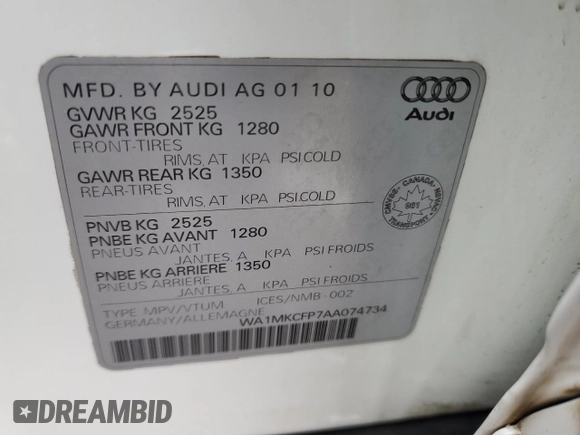 MFD. BY AUDI AG 01 10
Audi
GVWR KG 2525
GAWR FRONT KG 1280
FRONT-TIRES
RIMS, AT KPA PSI.COLD
GAWR REAR KG 1350
REAR-TIRES
RIMS, AT KPA PSI.COLD
CANADA
901
TRANSPORT
PNVB KG 2525
PNBE KG AVANT 1280
PNEUS AVANT
JANTES, A KPA PSI FROIDS
PNBE KG ARRIERE 1350
PNEUS ARRIERE
JANTES, A KPA PSI FROIDS
TYPE MPV/VTUM ICES/NMB-002
GERMANY/ALLEMAGNE WA1MKCFP7AA074734
DREAMBID